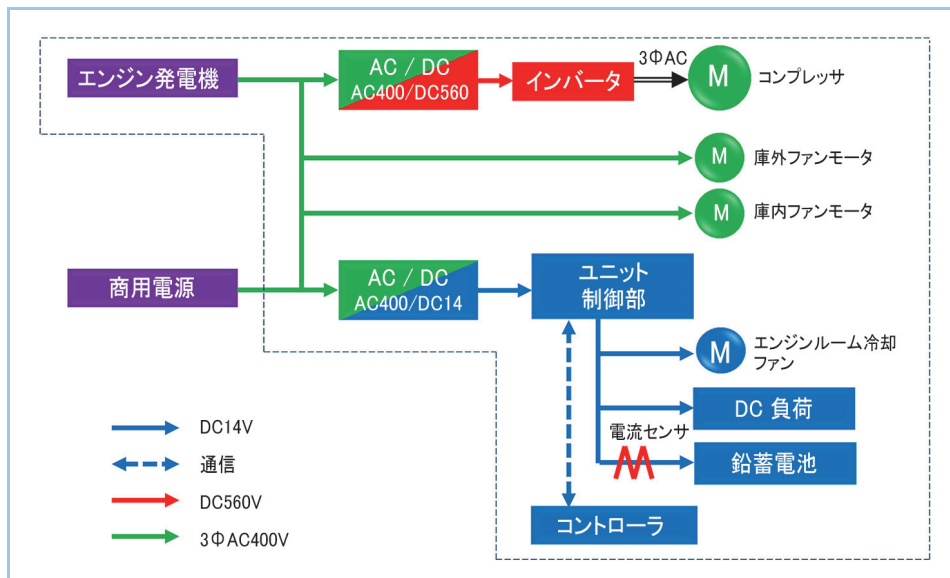 エンジン発電機
AC / DC
AC400/DC560
インバータ
3ΦAC
M
コンプレッサ
M
庫外ファンモータ
M
庫内ファンモータ
商用電源
AC / DC
AC400/DC14
ユニット
制御部
M
エンジンルーム冷却
ファン
DC 負荷
電流センサ
鉛蓄電池
コントローラ
DC14V
通信
DC560V
3ΦAC400V